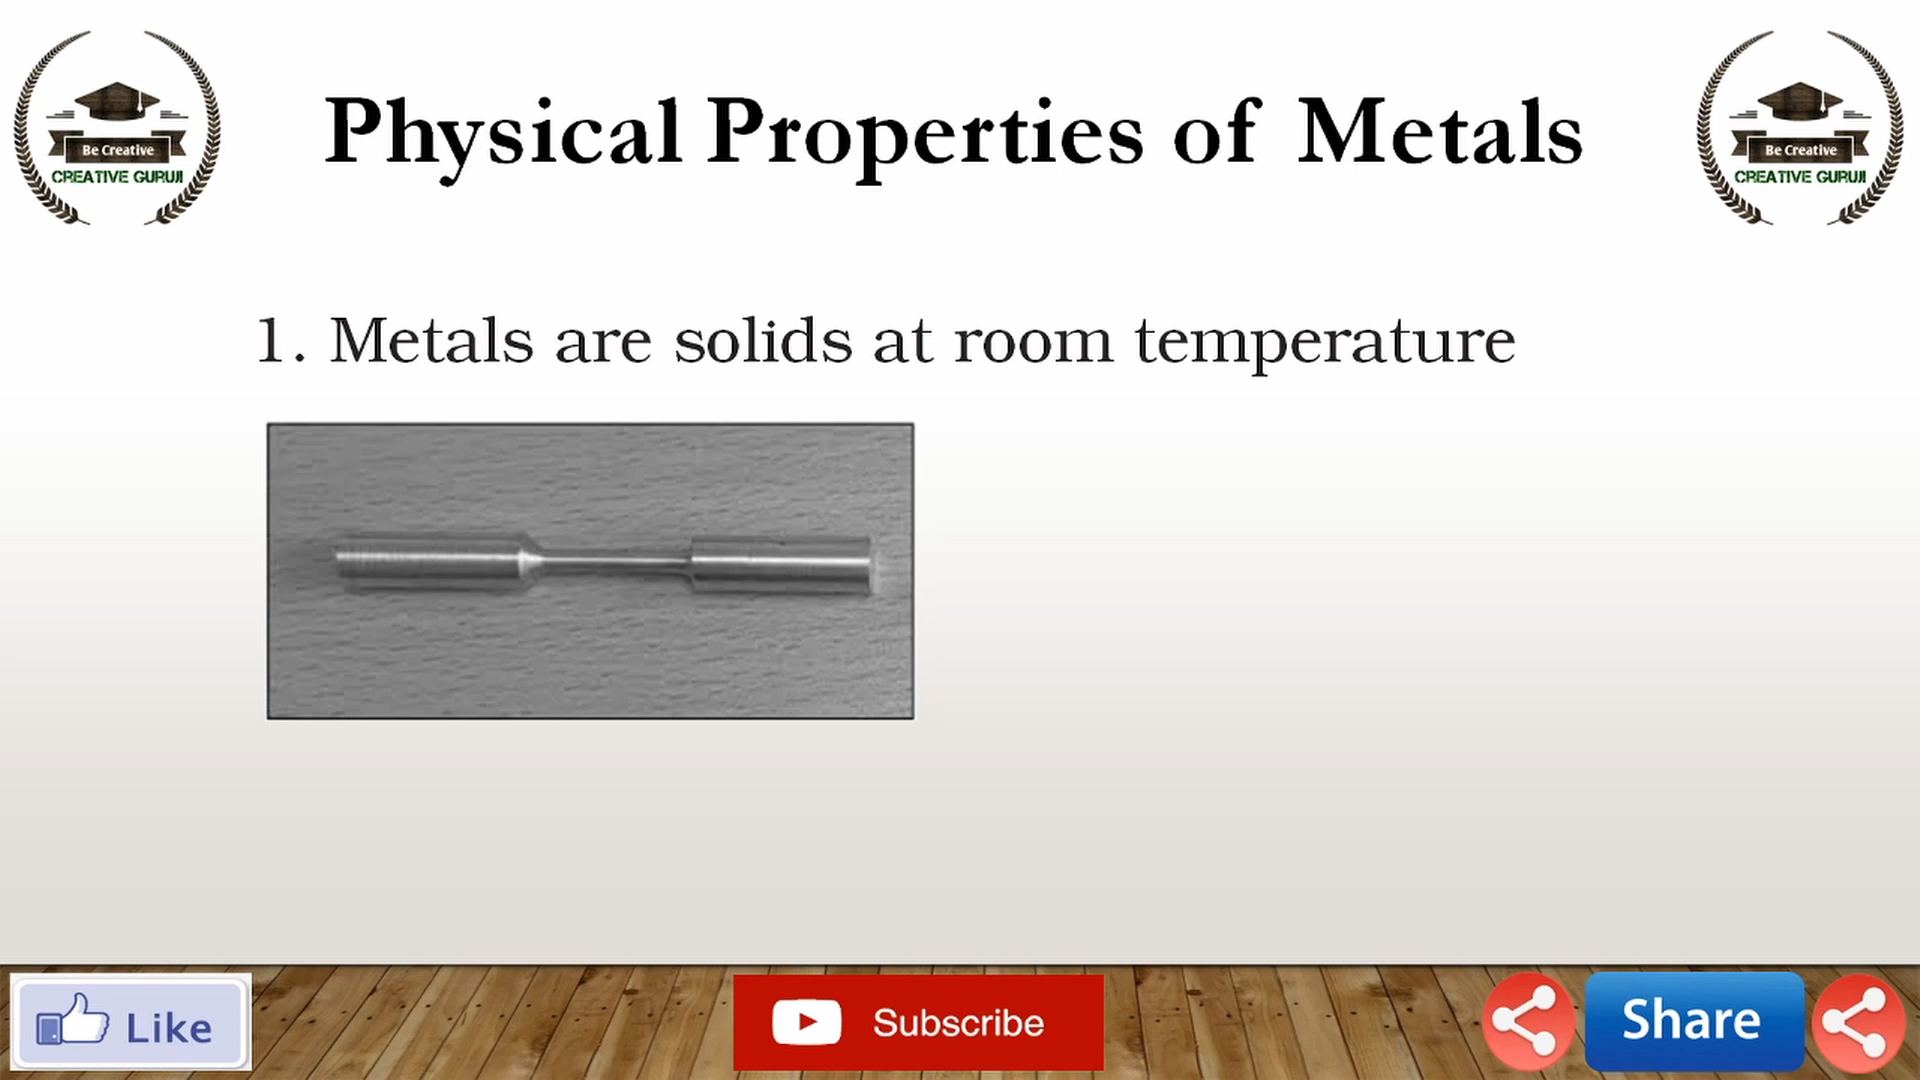 Be Creative
CREATIVE GURUJI
Physical Properties of Metals
Be Creative
CREATIVE GURUJI
1. Metals are solids at room temperature
Like
Subscribe
Share